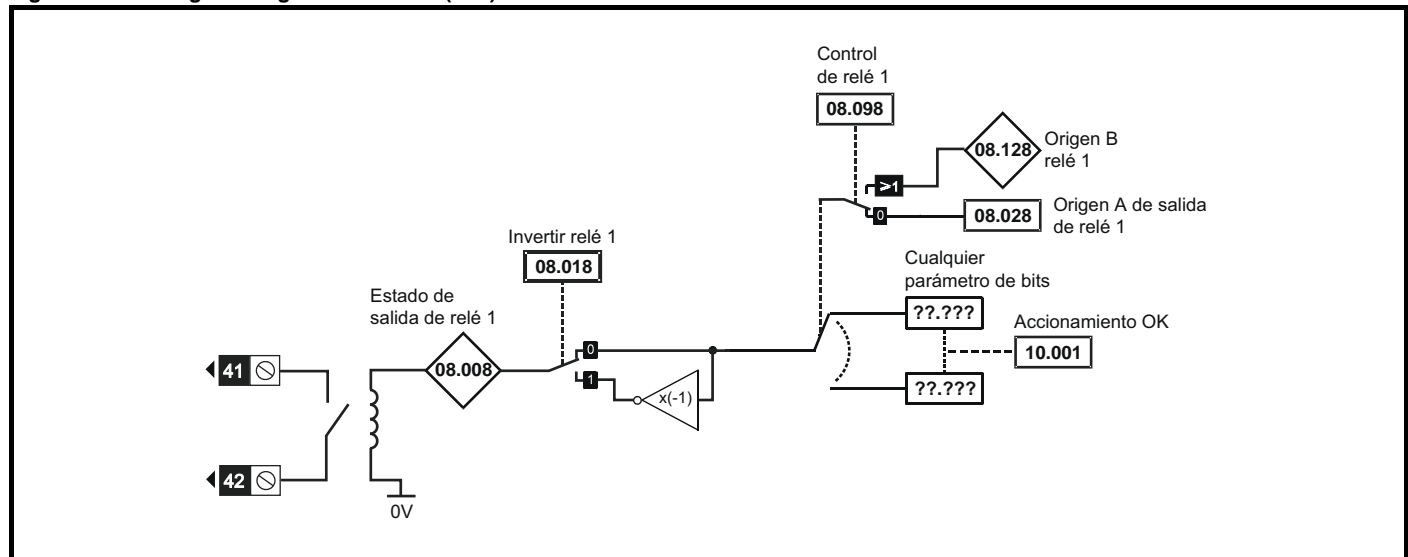 Control
de relé 1
08.098
08.128
Origen B
relé 1
>1
0
08.028
Origen A de salida
de relé 1
Invertir relé 1
08.018
Cualquier
parámetro de bits
??.???
Accionamiento OK
10.001
??.???
Estado de
salida de relé 1
08.008
0
1
x(-1)
41
42
0V